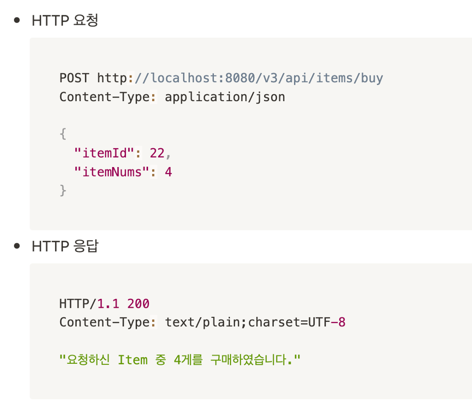 HTTP 요청
POST http://localhost:8080/v3/api/items/buy
Content-Type: application/json
{
"itemId": 22,
"itemNums": 4
}
HTTP 응답
HTTP/1.1 200
Content-Type: text/plain;charset=UTF-8
"요청하신 Item 중 4게를 구매하였습니다."